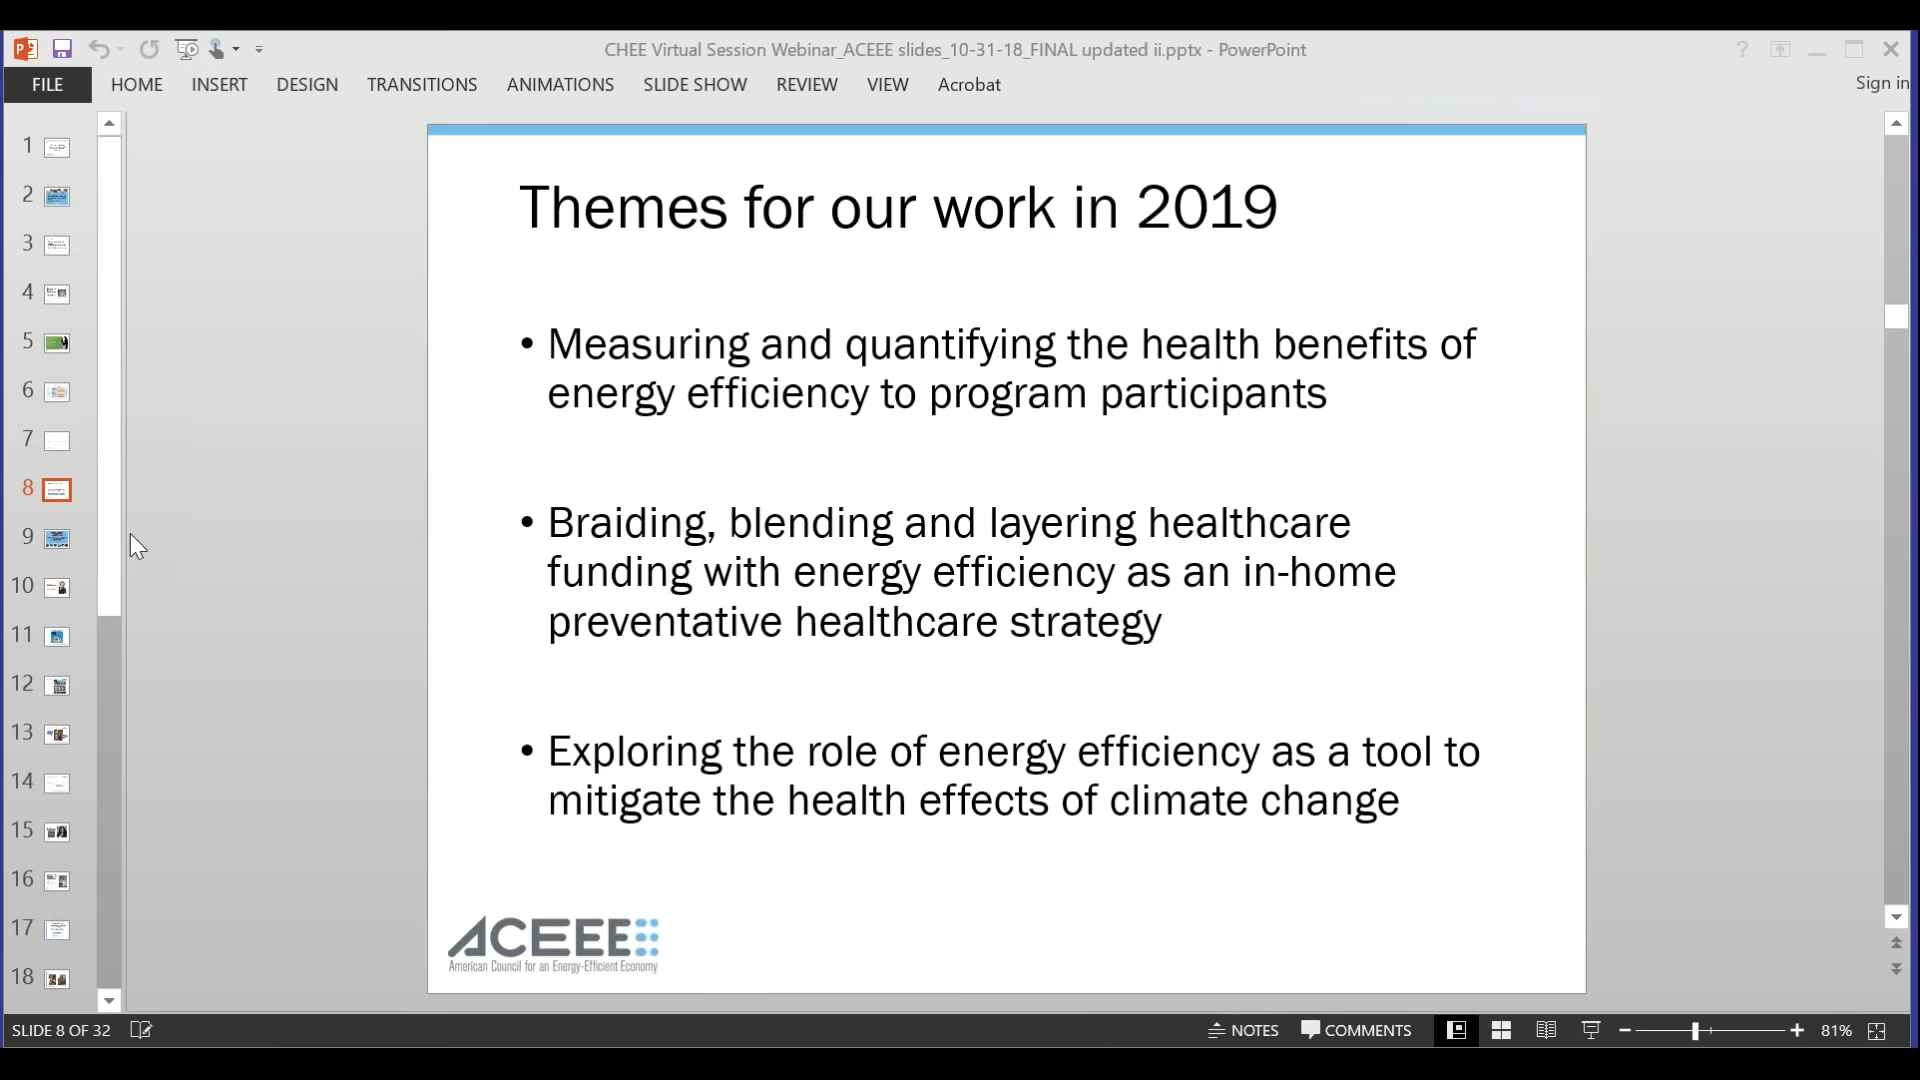 CHEE Virtual Session Webinar_ACEEE slides_10-31-18_FINAL updated ii.pptx - PowerPoint
FILE HOME INSERT DESIGN TRANSITIONS ANIMATIONS SLIDE SHOW REVIEW VIEW Acrobat Sign in
1
2
3
4
5
6
7
8
9
10
11
12
13
14
15
16
17
18
Themes for our work in 2019
• Measuring and quantifying the health benefits of
energy efficiency to program participants
• Braiding, blending and layering healthcare
funding with energy efficiency as an in-home
preventative healthcare strategy
• Exploring the role of energy efficiency as a tool to
mitigate the health effects of climate change
ACEEE
American Council for an Energy-Efficient Economy
SLIDE 8 OF 32 NOTES COMMENTS 81%